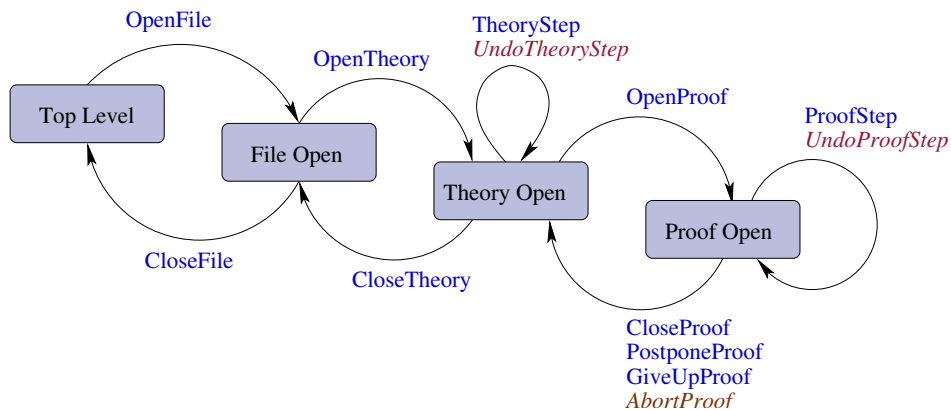 OpenFile
TheoryStep
UndoTheoryStep
OpenTheory
OpenProof
ProofStep
UndoProofStep
Top Level
File Open
Theory Open
Proof Open
CloseFile
CloseTheory
CloseProof
PostponeProof
GiveUpProof
AbortProof